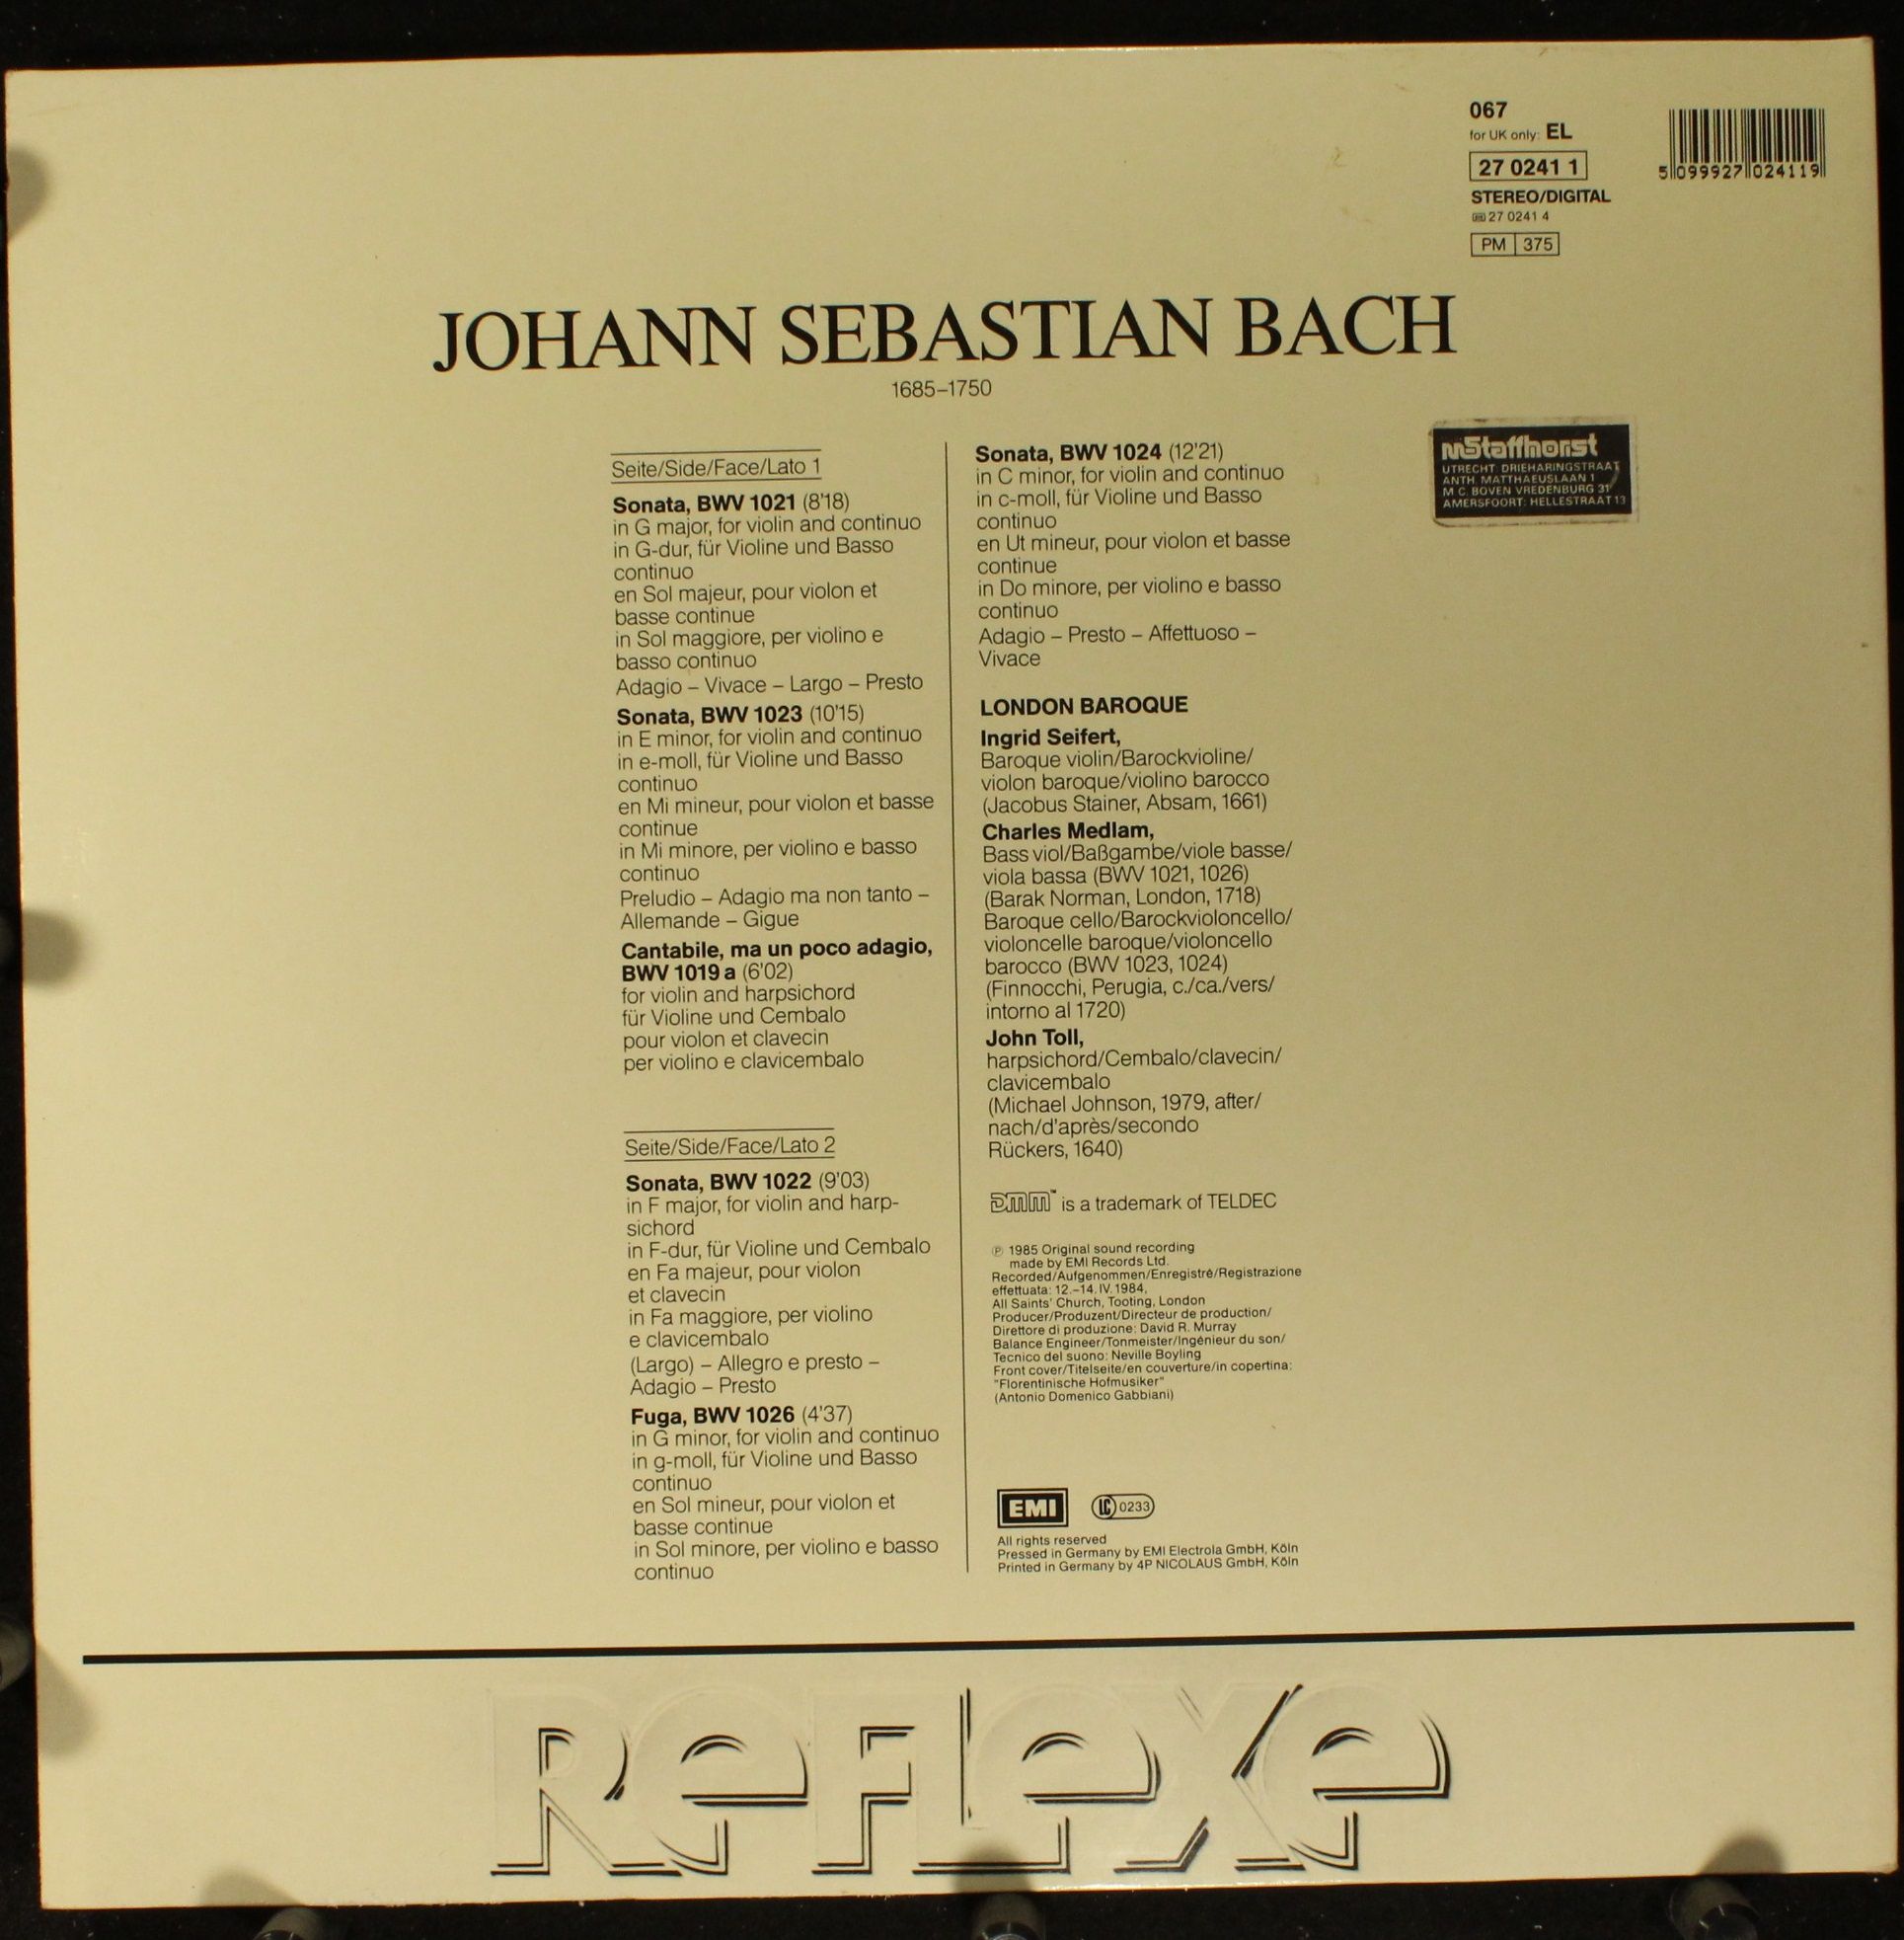 067
for UK only: EL
27 0241 1
STEREO/DIGITAL
27 0241 4
PM 375
5 099927 024119
JOHANN SEBASTIAN BACH
1685–1750
mStaffhorst
UTRECHT: DRIEHARINGSTRAAT
ANTH. MATTHAEUSLAAN 1
M.C. BOVEN VREDENBURG 31
AMERSFOORT: HELLESTRAAT 13
Seite/Side/Face/Lato 1
Sonata, BWV 1021 (8'18)
in G major, for violin and continuo
in G-dur, für Violine und Basso
continuo
en Sol majeur, pour violon et
basse continue
in Sol maggiore, per violino e
basso continuo
Adagio – Vivace – Largo – Presto
Sonata, BWV 1023 (10'15)
in E minor, for violin and continuo
in e-moll, für Violine und Basso
continuo
en Mi mineur, pour violon et basse
continue
in Mi minore, per violino e basso
continuo
Preludio – Adagio ma non tanto –
Allemande – Gigue
Cantabile, ma un poco adagio,
BWV 1019 a (6'02)
for violin and harpsichord
für Violine und Cembalo
pour violon et clavecin
per violino e clavicembalo
Seite/Side/Face/Lato 2
Sonata, BWV 1022 (9'03)
in F major, for violin and harp-
sichord
in F-dur, für Violine und Cembalo
en Fa majeur, pour violon
et clavecin
in Fa maggiore, per violino
e clavicembalo
(Largo) – Allegro e presto –
Adagio – Presto
Fuga, BWV 1026 (4'37)
in G minor, for violin and continuo
in g-moll, für Violine und Basso
continuo
en Sol mineur, pour violon et
basse continue
in Sol minore, per violino e basso
continuo
Sonata, BWV 1024 (12'21)
in C minor, for violin and continuo
in c-moll, für Violine und Basso
continuo
en Ut mineur, pour violon et basse
continue
in Do minore, per violino e basso
continuo
Adagio – Presto – Affettuoso –
Vivace
LONDON BAROQUE
Ingrid Seifert,
Baroque violin/Barockvioline/
violon baroque/violino barocco
(Jacobus Stainer, Absam, 1661)
Charles Medlam,
Bass viol/Baßgambe/viole basse/
viola bassa (BWV 1021, 1026)
(Barak Norman, London, 1718)
Baroque cello/Barockvioloncello/
violoncelle baroque/violoncello
barocco (BWV 1023, 1024)
(Finnocchi, Perugia, c./ca./vers/
intorno al 1720)
John Toll,
harpsichord/Cembalo/clavecin/
clavicembalo
(Michael Johnson, 1979, after/
nach/d'après/secondo
Rückers, 1640)
DMM™ is a trademark of TELDEC
℗ 1985 Original sound recording
made by EMI Records Ltd.
Recorded/Aufgenommen/Enregistré/Registrazione
effettuata: 12.–14. IV. 1984,
All Saints' Church, Tooting, London
Producer/Produzent/Directeur de production/
Direttore di produzione: David R. Murray
Balance Engineer/Tonmeister/Ingénieur du son/
Tecnico del suono: Neville Boyling
Front cover/Titelseite/en couverture/in copertina:
"Florentinische Hofmusiker"
(Antonio Domenico Gabbiani)
EMI LC 0233
All rights reserved
Pressed in Germany by EMI Electrola GmbH, Köln
Printed in Germany by 4P NICOLAUS GmbH, Köln
Reflexe